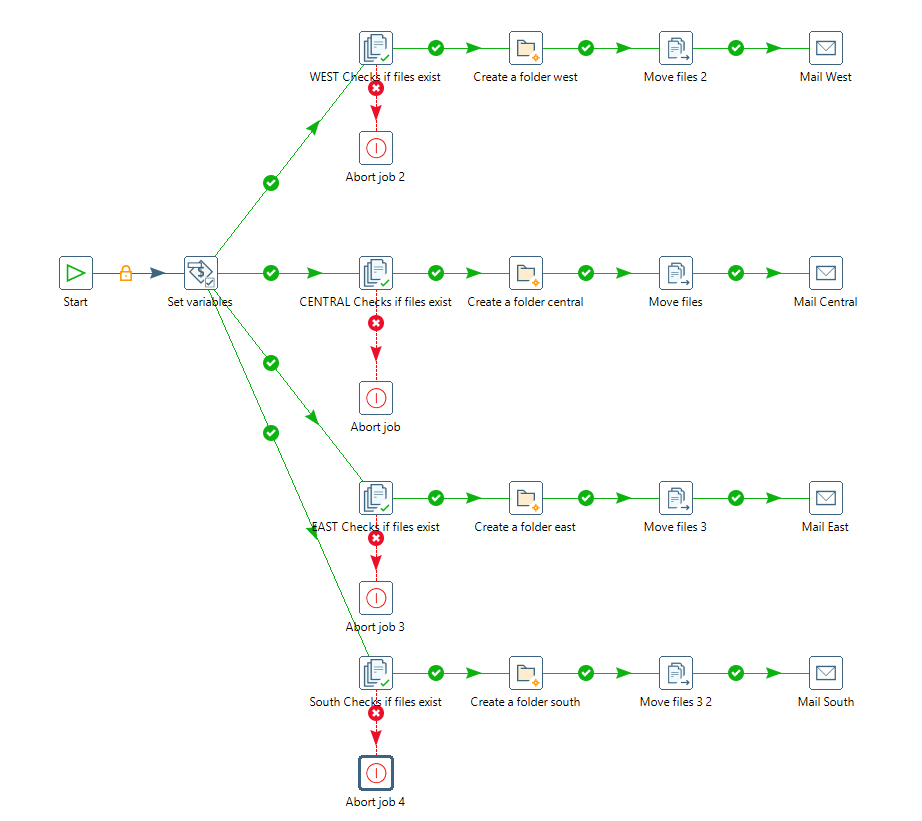 WEST Checks if files exist
Create a folder west
Move files 2
Mail West
Abort job 2
Start
Set variables
CENTRAL Checks if files exist
Create a folder central
Move files
Mail Central
Abort job
EAST Checks if files exist
Create a folder east
Move files 3
Mail East
Abort job 3
South Checks if files exist
Create a folder south
Move files 3 2
Mail South
Abort job 4